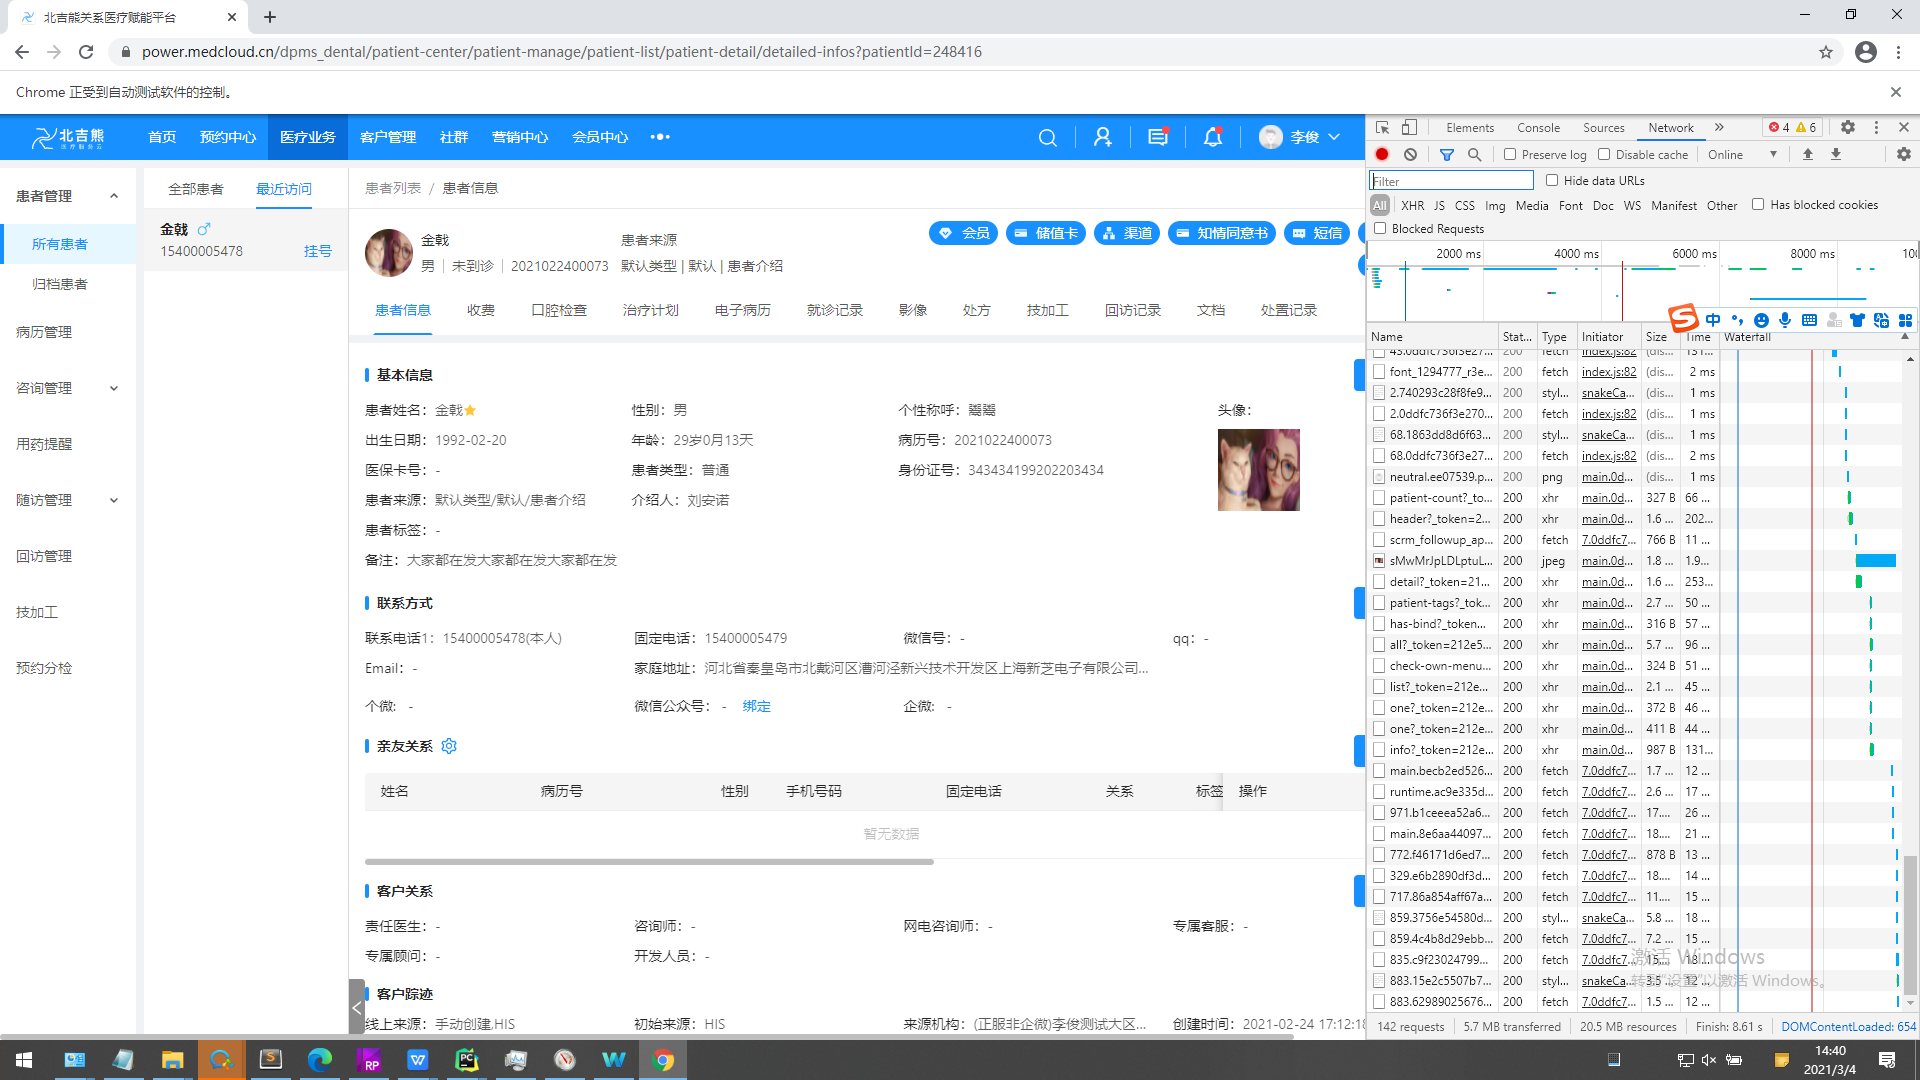 北吉熊关系医疗赋能平台
power.medcloud.cn/dpms_dental/patient-center/patient-manage/patient-list/patient-detail/detailed-infos?patientId=248416
Chrome 正受到自动测试软件的控制。
北吉熊
医疗服务云
首页 预约中心 医疗业务 客户管理 社群 营销中心 会员中心 •••
李俊
患者管理
所有患者
归档患者
病历管理
咨询管理
用药提醒
随访管理
回访管理
技加工
预约分检
全部患者 最近访问
金戟
15400005478 挂号
患者列表 / 患者信息
金戟 患者来源
男 未到诊 2021022400073 默认类型 | 默认 | 患者介绍
会员 储值卡 渠道 知情同意书 短信
患者信息 收费 口腔检查 治疗计划 电子病历 就诊记录 影像 处方 技加工 回访记录 文档 处置记录
基本信息
患者姓名: 金戟 性别: 男 个性称呼: 头像:
出生日期: 1992-02-20 年龄: 29岁0月13天 病历号: 2021022400073
医保卡号: - 患者类型: 普通 身份证号: 343434199202203434
患者来源: 默认类型/默认/患者介绍 介绍人: 刘安诺
患者标签: -
备注: 大家都在发大家都在发大家都在发
联系方式
联系电话1: 15400005478(本人) 固定电话: 15400005479 微信号: - qq: -
Email: - 家庭地址: 河北省秦皇岛市北戴河区漕河泾新兴技术开发区上海新芝电子有限公司...
个微: - 微信公众号: - 绑定 企微: -
亲友关系
姓名 病历号 性别 手机号码 固定电话 关系 标签 操作
暂无数据
客户关系
责任医生: - 咨询师: - 网电咨询师: - 专属客服: -
专属顾问: - 开发人员: -
客户踪迹
线上来源: 手动创建,HIS 初始来源: HIS 来源机构: (正服非企微)李俊测试大区... 创建时间: 2021-02-24 17:12:18
Elements Console Sources Network » 4 6
Preserve log Disable cache Online
Filter Hide data URLs
All XHR JS CSS Img Media Font Doc WS Manifest Other Has blocked cookies
Blocked Requests
2000 ms 4000 ms 6000 ms 8000 ms 100
中
Name Stat... Type Initiator Size Time Waterfall
43.0ddfc736f3e27... 200 fetch index.js:82 (dis... 131...
font_1294777_r3e... 200 fetch index.js:82 (dis... 2 ms
2.740293c28f8fe9... 200 styl... snakeCa... (dis... 1 ms
2.0ddfc736f3e270... 200 fetch index.js:82 (dis... 1 ms
68.1863dd8d6f63... 200 styl... snakeCa... (dis... 1 ms
68.0ddfc736f3e27... 200 fetch index.js:82 (dis... 2 ms
neutral.ee07539.p... 200 png main.0d... (dis... 1 ms
patient-count?_to... 200 xhr main.0d... 327 B 66 ...
header?_token=2... 200 xhr main.0d... 1.6 ... 202...
scrm_followup_ap... 200 fetch 7.0ddfc7... 766 B 11 ...
sMwMrJpLDLptuL... 200 jpeg main.0d... 1.8 ... 1.9...
detail?_token=21... 200 xhr main.0d... 1.6 ... 253...
patient-tags?_tok... 200 xhr main.0d... 2.7 ... 50 ...
has-bind?_token... 200 xhr main.0d... 316 B 57 ...
all?_token=212e5... 200 xhr main.0d... 5.7 ... 96 ...
check-own-menu... 200 xhr main.0d... 324 B 51 ...
list?_token=212e... 200 xhr main.0d... 2.1 ... 45 ...
one?_token=212e... 200 xhr main.0d... 372 B 46 ...
one?_token=212e... 200 xhr main.0d... 411 B 44 ...
info?_token=212e... 200 xhr main.0d... 987 B 131...
main.becb2ed526... 200 fetch 7.0ddfc7... 1.7 ... 12 ...
runtime.ac9e335d... 200 fetch 7.0ddfc7... 2.6 ... 17 ...
971.b1ceeea52a6... 200 fetch 7.0ddfc7... 17.... 26 ...
main.8e6aa44097... 200 fetch 7.0ddfc7... 18.... 21 ...
772.f46171d6ed7... 200 fetch 7.0ddfc7... 878 B 13 ...
329.e6b2890df3d... 200 fetch 7.0ddfc7... 18.... 14 ...
717.86a854aff67a... 200 fetch 7.0ddfc7... 11.... 15 ...
859.3756e54580d... 200 styl... snakeCa... 5.8 ... 18 ...
859.4c4b8d29ebb... 200 fetch 7.0ddfc7... 7.2 ... 15 ...
835.c9f23024799... 200 fetch 7.0ddfc7... 15.... 18 ...
883.15e2c5507b7... 200 styl... snakeCa... 3.5 ... 12 ...
883.62989025676... 200 fetch 7.0ddfc7... 1.5 ... 12 ...
激活 Windows
转到"设置"以激活 Windows。
142 requests 5.7 MB transferred 20.5 MB resources Finish: 8.61 s DOMContentLoaded: 654
14:40
2021/3/4